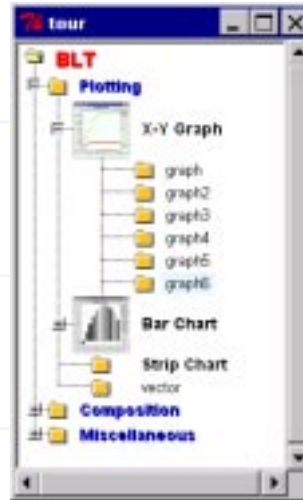 tour
BLT
Plotting
X-Y Graph
graph
graph2
graph3
graph4
graph5
graph6
Bar Chart
Strip Chart
vector
Composition
Miscellaneous